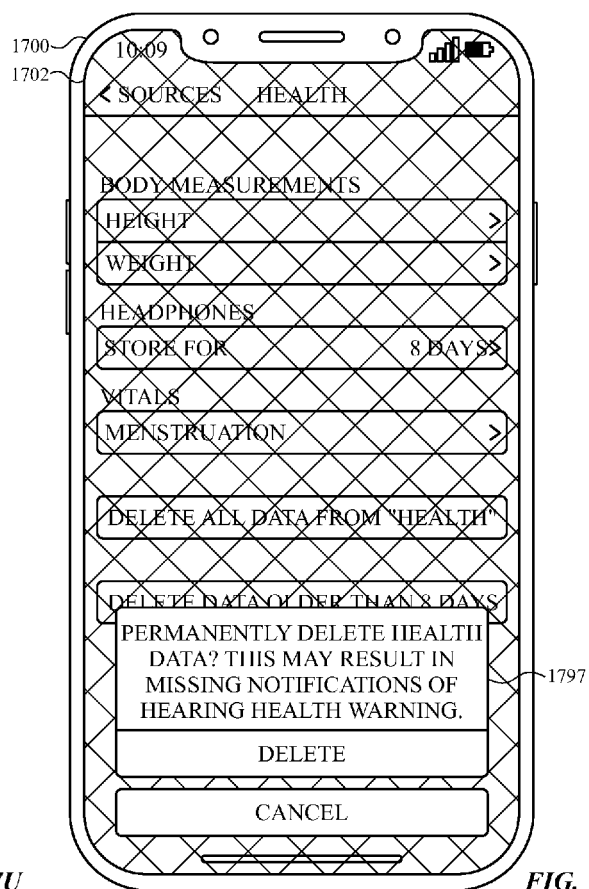 1700
10:09
1702
< SOURCES HEALTH
BODY MEASUREMENTS
HEIGHT >
WEIGHT >
HEADPHONES
STORE FOR 8 DAYS>
VITALS
MENSTRUATION >
DELETE ALL DATA FROM "HEALTH"
DELETE DATA OLDER THAN 8 DAYS
PERMANENTLY DELETE HEALTH
DATA? THIS MAY RESULT IN
MISSING NOTIFICATIONS OF
HEARING HEALTH WARNING.
1797
DELETE
CANCEL
7U FIG.